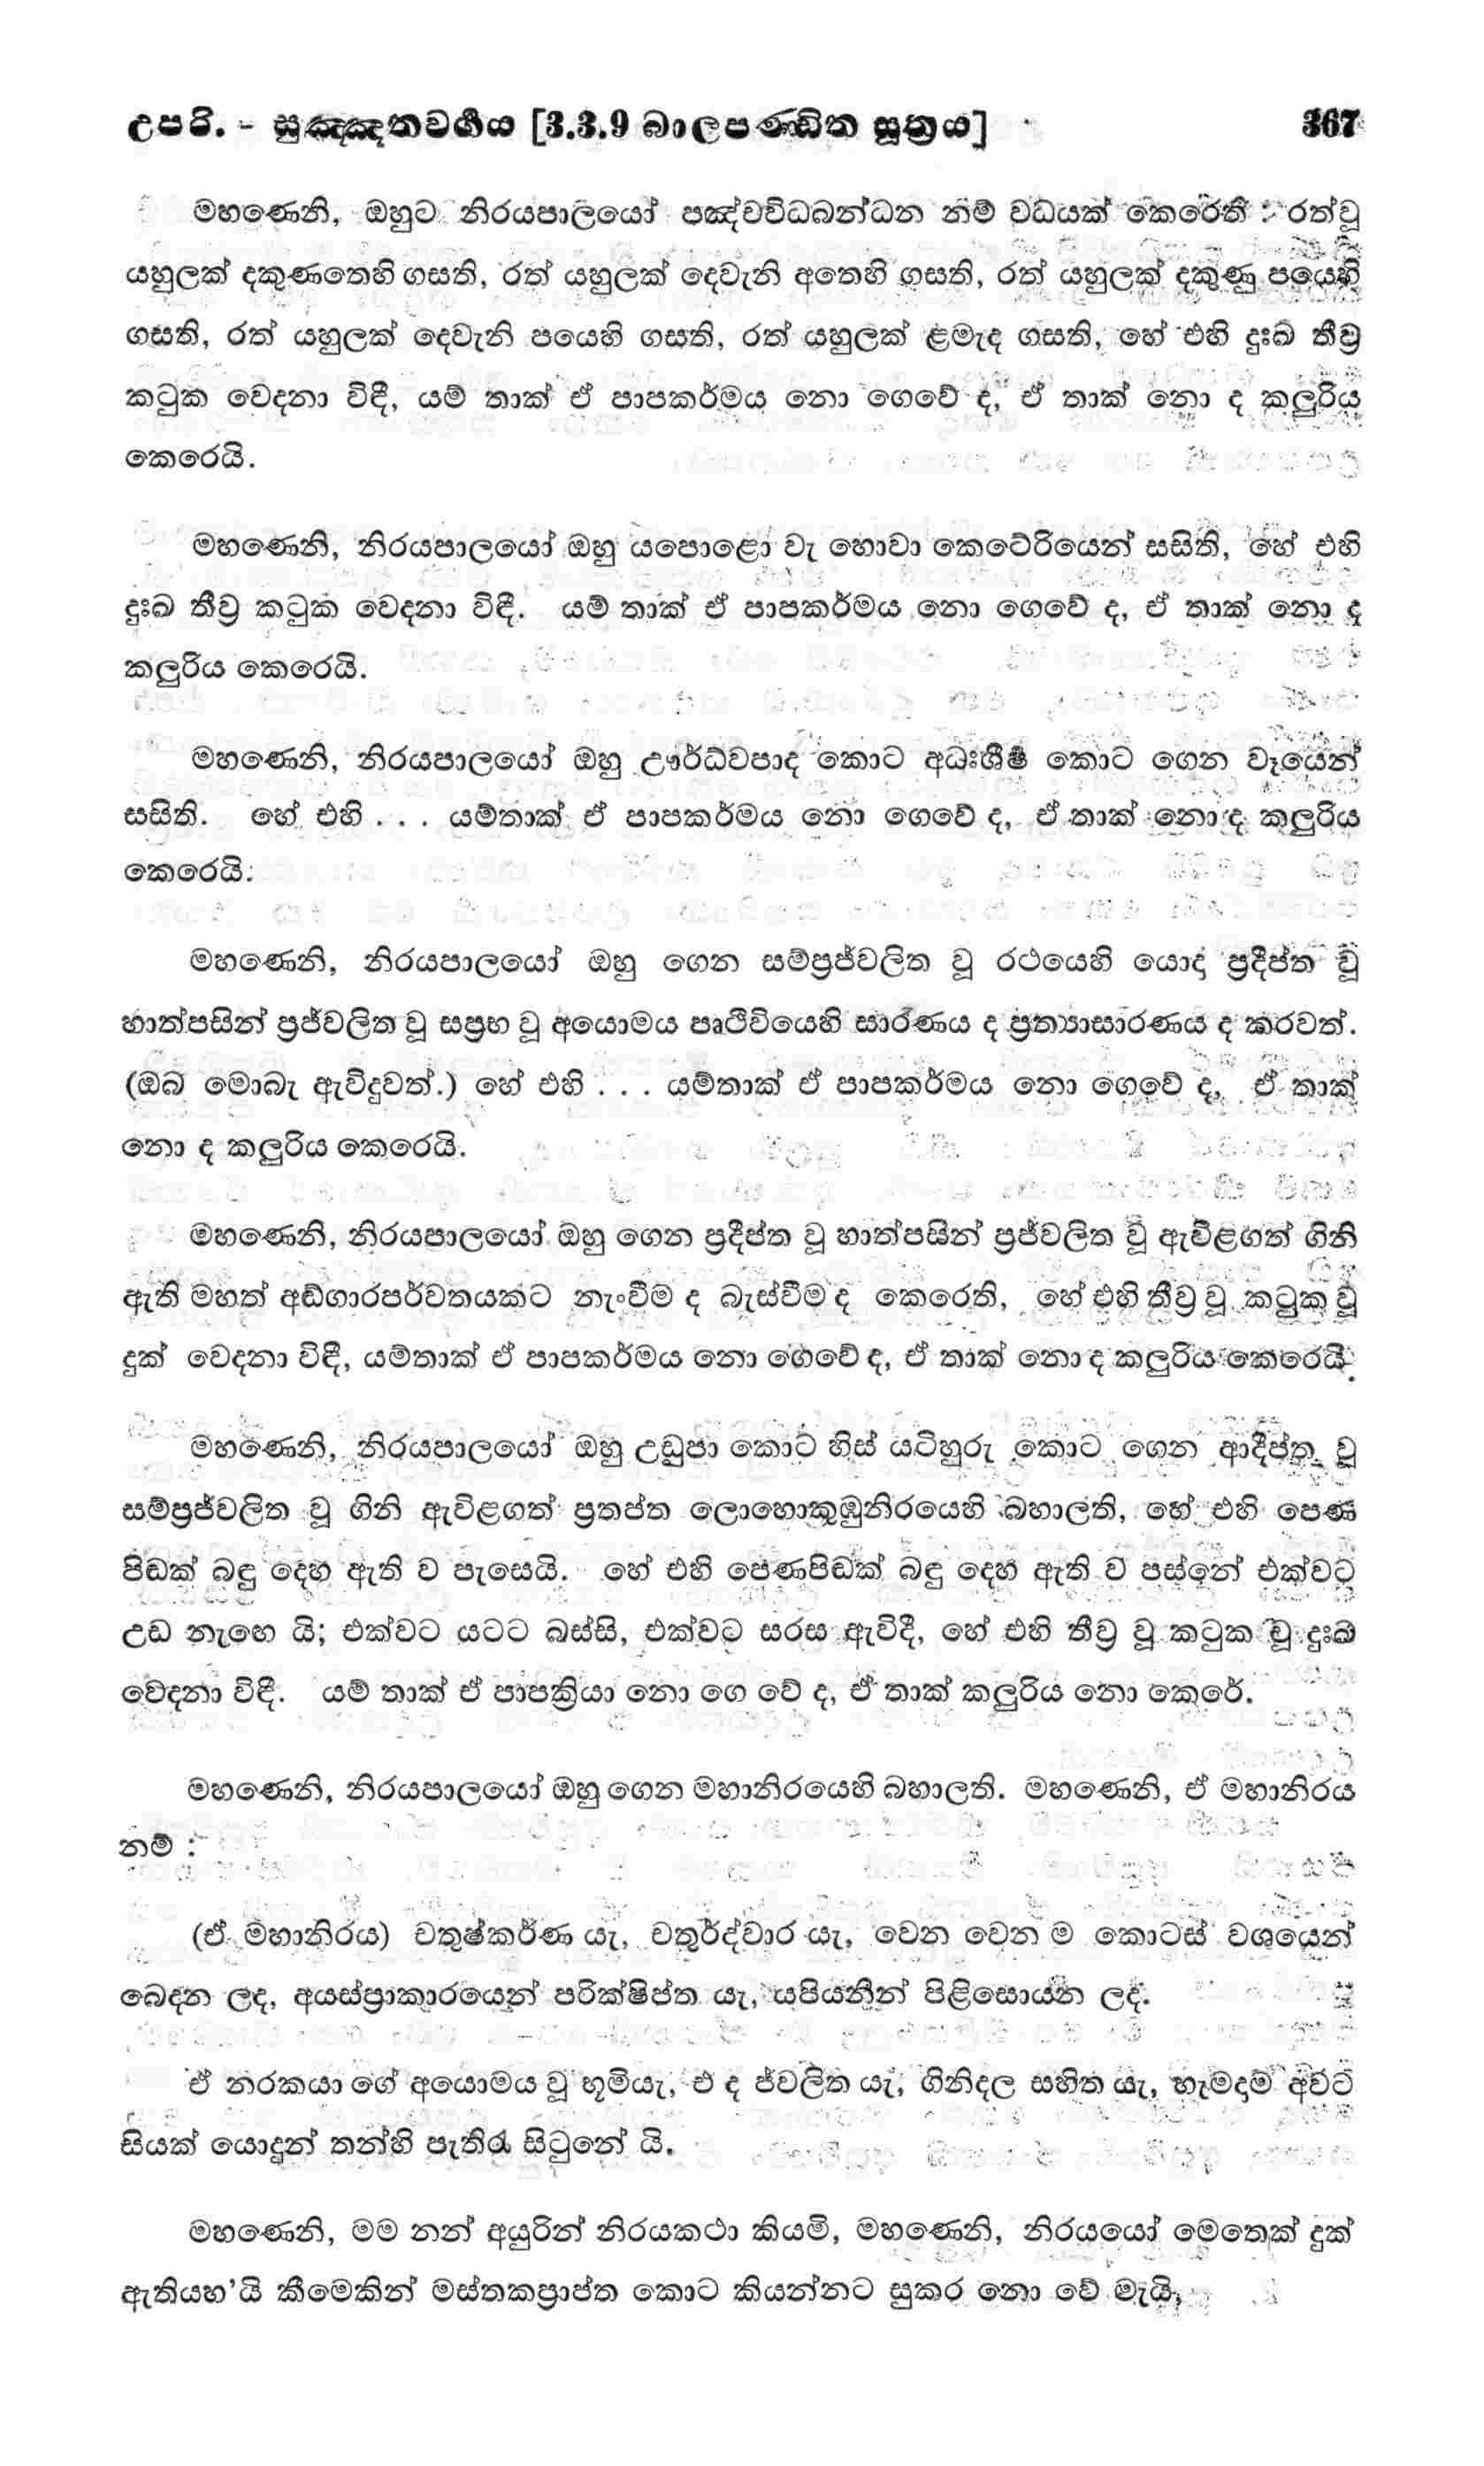 උපරි. - සුඤ්ඤතවර්ගය [3.3.9 බාලපණ්ඩිත සූත්‍රය] 367
මහණෙනි, ඔහුට නිරයපාලයෝ පඤ්චවිධබන්ධන නම් වධයක් කෙරෙති : රත්වූ
යහුලක් දකුණතෙහි ගසති, රත් යහුලක් දෙවැනි අතෙහි ගසති, රත් යහුලක් දකුණු පයෙහි
ගසති, රත් යහුලක් දෙවැනි පයෙහි ගසති, රත් යහුලක් ළමැද ගසති, හේ එහි දුඃඛ තීව්‍ර
කටුක වෙදනා විඳී, යම් තාක් ඒ පාපකර්මය නො ගෙවේ ද, ඒ තාක් නො ද කලුරිය
කෙරෙයි.
මහණෙනි, නිරයපාලයෝ ඔහු යපොළො වැ හොවා කෙටේරියෙන් සසිති, හේ එහි
දුඃඛ තීව්‍ර කටුක වෙදනා විඳී. යම් තාක් ඒ පාපකර්මය නො ගෙවේ ද, ඒ තාක් නො ද
කලුරිය කෙරෙයි.
මහණෙනි, නිරයපාලයෝ ඔහු ඌර්ධ්වපාද කොට අධඃශීර්ෂ කොට ගෙන වෑයෙන්
සසිති. හේ එහි . . . යම්තාක් ඒ පාපකර්මය නො ගෙවේ ද, ඒ තාක් නො ද කලුරිය
කෙරෙයි.
මහණෙනි, නිරයපාලයෝ ඔහු ගෙන සම්ප්‍රජ්වලිත වූ රථයෙහි යොදා ප්‍රදීප්ත වූ
හාත්පසින් ප්‍රජ්වලිත වූ සප්‍රභ වූ අයොමය පෘථිවියෙහි සාරණය ද ප්‍රත්‍යාසාරණය ද කරවත්.
(ඔබ මොබැ ඇවිදුවත්.) හේ එහි . . . යම්තාක් ඒ පාපකර්මය නො ගෙවේ ද, ඒ තාක්
නො ද කලුරිය කෙරෙයි.
මහණෙනි, නිරයපාලයෝ ඔහු ගෙන ප්‍රදීප්ත වූ හාත්පසින් ප්‍රජ්වලිත වූ ඇවිළගත් ගිනි
ඇති මහත් අඬ්ගාරපර්වතයකට නැංවීම ද බැස්වීම ද කෙරෙති, හේ එහි තීව්‍ර වූ කටුක වූ
දුක් වෙදනා විඳී, යම්තාක් ඒ පාපකර්මය නො ගෙවේ ද, ඒ තාක් නො ද කලුරිය කෙරෙයි.
මහණෙනි, නිරයපාලයෝ ඔහු උඩුපා කොට හිස් යටිහුරු කොට ගෙන ආදීප්ත වූ
සම්ප්‍රජ්වලිත වූ ගිනි ඇවිළගත් ප්‍රතප්ත ලොහොකුඹුනිරයෙහි බහාලති, හේ එහි පෙණ
පිඬක් බඳු දෙහ ඇති ව පැසෙයි. හේ එහි පෙණපිඬක් බඳු දෙහ ඇති ව පස්නේ එක්වට
උඩ නැඟෙ යි; එක්වට යටට බස්සි, එක්වට සරස ඇවිදී, හේ එහි තීව්‍ර වූ කටුක වූ දුඃඛ
වෙදනා විඳී. යම් තාක් ඒ පාපක්‍රියා නො ගෙ වේ ද, ඒ තාක් කලුරිය නො කෙරේ.
මහණෙනි, නිරයපාලයෝ ඔහු ගෙන මහානිරයෙහි බහාලති. මහණෙනි, ඒ මහානිරය
නම් :
(ඒ මහානිරය) චතුෂ්කර්ණ යැ, චතුර්ද්වාර යැ, වෙන වෙන ම කොටස් වශයෙන්
බෙදන ලද, අයස්ප්‍රාකාරයෙන් පරික්ෂිප්ත යැ, යපියනින් පිළිසොයන ලද.
ඒ නරකයා ගේ අයොමය වූ භූමියැ, එ ද ජ්වලිත යැ, ගිනිදල සහිත යැ, හැමදාම අවට
සියක් යොදුන් තන්හි පැතිර සිටුනේ යි.
මහණෙනි, මම නන් අයුරින් නිරයකථා කියමි, මහණෙනි, නිරයයෝ මෙතෙක් දුක්
ඇතියහ'යි කීමෙකින් මස්තකප්‍රාප්ත කොට කියන්නට සුකර නො වේ මැයි,